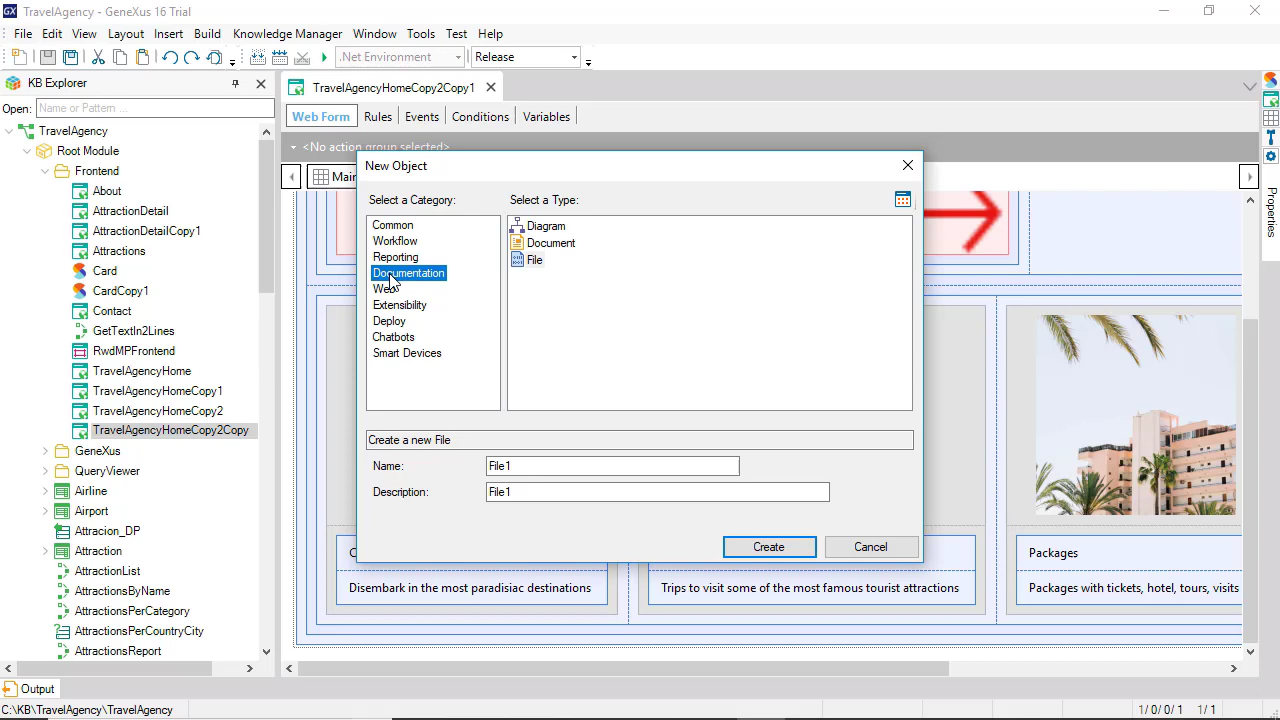 TravelAgency - GeneXus 16 Trial
File Edit View Layout Insert Build Knowledge Manager Window Tools Test Help
.Net Environment Release
KB Explorer
Open: Name or Pattern ...
TravelAgency
Root Module
Frontend
About
AttractionDetail
AttractionDetailCopy1
Attractions
Card
CardCopy1
Contact
GetTextIn2Lines
RwdMPFrontend
TravelAgencyHome
TravelAgencyHomeCopy1
TravelAgencyHomeCopy2
TravelAgencyHomeCopy2Copy
GeneXus
QueryViewer
Airline
Airport
Attracion_DP
Attraction
AttractionList
AttractionsByName
AttractionsPerCategory
AttractionsPerCountryCity
AttractionsReport
TravelAgencyHomeCopy2Copy1
Web Form Rules Events Conditions Variables
<No action group selected>
New Object
Select a Category: Select a Type:
Common
Workflow
Reporting
Documentation
Web
Extensibility
Deploy
Chatbots
Smart Devices
Diagram
Document
File
Create a new File
Name: File1
Description: File1
Create Cancel
Packages
Disembark in the most paradisiac destinations
Trips to visit some of the most famous tourist attractions
Packages with tickets, hotel, tours, visits
Properties
Output
C:\KB\TravelAgency\TravelAgency
1/ 0/ 0/ 1 1/ 1